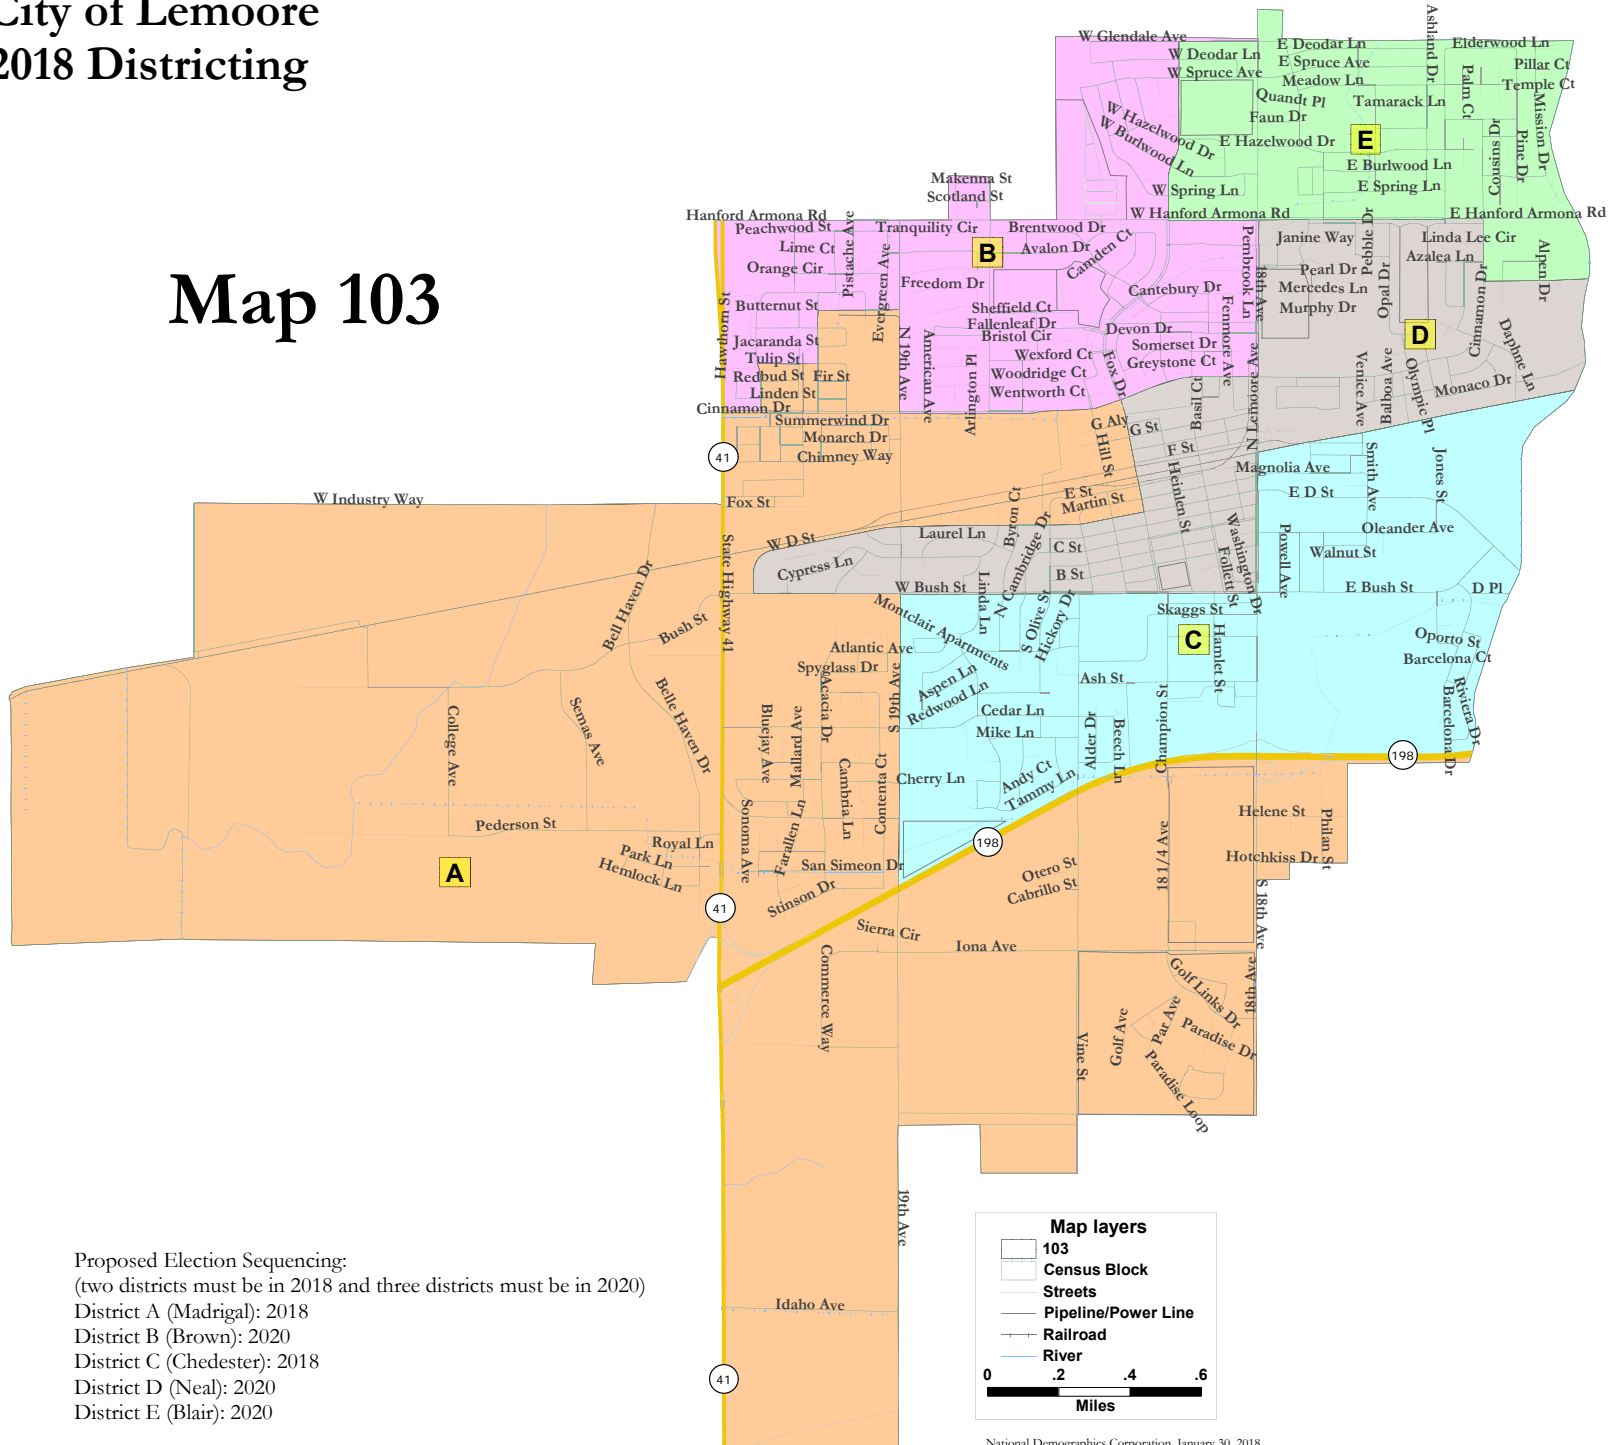 City of Lemoore
2018 Districting
Map 103
W Glendale Ave
W Deodar Ln
E Deodar Ln
Ashland Dr
Elderwood Ln
W Spruce Ave
E Spruce Ave
Pillar Ct
Meadow Ln
Palm Ct
Temple Ct
Quandt Pl
Tamarack Ln
Mission Dr
W Hazelwood Dr
Faun Dr
W Burlwood Ln
E Hazelwood Dr
E
Cousins Dr
Pine Dr
E Burlwood Ln
Makenna St
W Spring Ln
E Spring Ln
Scotland St
Hanford Armona Rd
W Hanford Armona Rd
E Hanford Armona Rd
Peachwood St
Pistache Ave
Tranquility Cir
Brentwood Dr
Pembrook Ln
Janine Way
Pebble Dr
Linda Lee Cir
Lime Ct
Evergreen Ave
B
Avalon Dr
Camden Ct
Azalea Ln
Alpen Dr
Orange Cir
Freedom Dr
Cantebury Dr
18th Ave
Pearl Dr
Opal Dr
Mercedes Ln
Cinnamon Dr
Hawthorn St
Butternut St
Sheffield Ct
Fenmore Ave
Murphy Dr
Fallenleaf Dr
Bristol Cir
Devon Dr
D
Jacaranda St
N 19th Ave
American Ave
Somerset Dr
Daphne Ln
Tulip St
Wexford Ct
Fox Dr
Greystone Ct
N Lemoore Ave
Redbud St
Fir St
Arlington Pl
Woodridge Ct
Basil Ct
Venice Ave
Balboa Ave
Olympic Pl
Monaco Dr
Linden St
Wentworth Ct
Cinnamon Dr
Summerwind Dr
G Aly
G St
Monarch Dr
Hill St
F St
41
Chimney Way
Heinlen St
Magnolia Ave
Smith Ave
Jones St
W Industry Way
Fox St
Byron Ct
E St
Martin St
E D St
State Highway 41
W D St
Laurel Ln
N Cambridge Dr
C St
Washington Dr
Powell Ave
Oleander Ave
Cypress Ln
Walnut St
W Bush St
Linda Ln
B St
Follett St
E Bush St
D Pl
Bell Haven Dr
Bush St
Montclair Apartments
S Olive St
Hickory Dr
Skaggs St
Atlantic Ave
C
Hamlet St
Oporto St
Spyglass Dr
Barcelona Ct
Aspen Ln
Redwood Ln
Ash St
Riviera Dr
Barcelona Dr
College Ave
Semas Ave
Belle Haven Dr
Bluejay Ave
Mallard Ave
Acacia Dr
S 19th Ave
Cedar Ln
Mike Ln
Alder Dr
Beech Ln
Champion St
198
Cambria Ln
Contenta Ct
Cherry Ln
Andy Ct
Tammy Ln
Pederson St
Sonoma Ave
Farallen Ln
198
18 1/4 Ave
Helene St
Philan St
Royal Ln
Park Ln
Hemlock Ln
A
San Simeon Dr
Otero St
Hotchkiss Dr
Stinson Dr
Cabrillo St
41
S 18th Ave
Sierra Cir
Iona Ave
Commerce Way
Golf Links Dr
18th Ave
Vine St
Golf Ave
Par Ave
Paradise Dr
Paradise Loop
19th Ave
Idaho Ave
41
Proposed Election Sequencing:
(two districts must be in 2018 and three districts must be in 2020)
District A (Madrigal): 2018
District B (Brown): 2020
District C (Chedester): 2018
District D (Neal): 2020
District E (Blair): 2020
Map layers
103
Census Block
Streets
Pipeline/Power Line
Railroad
River
0 .2 .4 .6
Miles
National Demographics Corporation, January 30, 2018